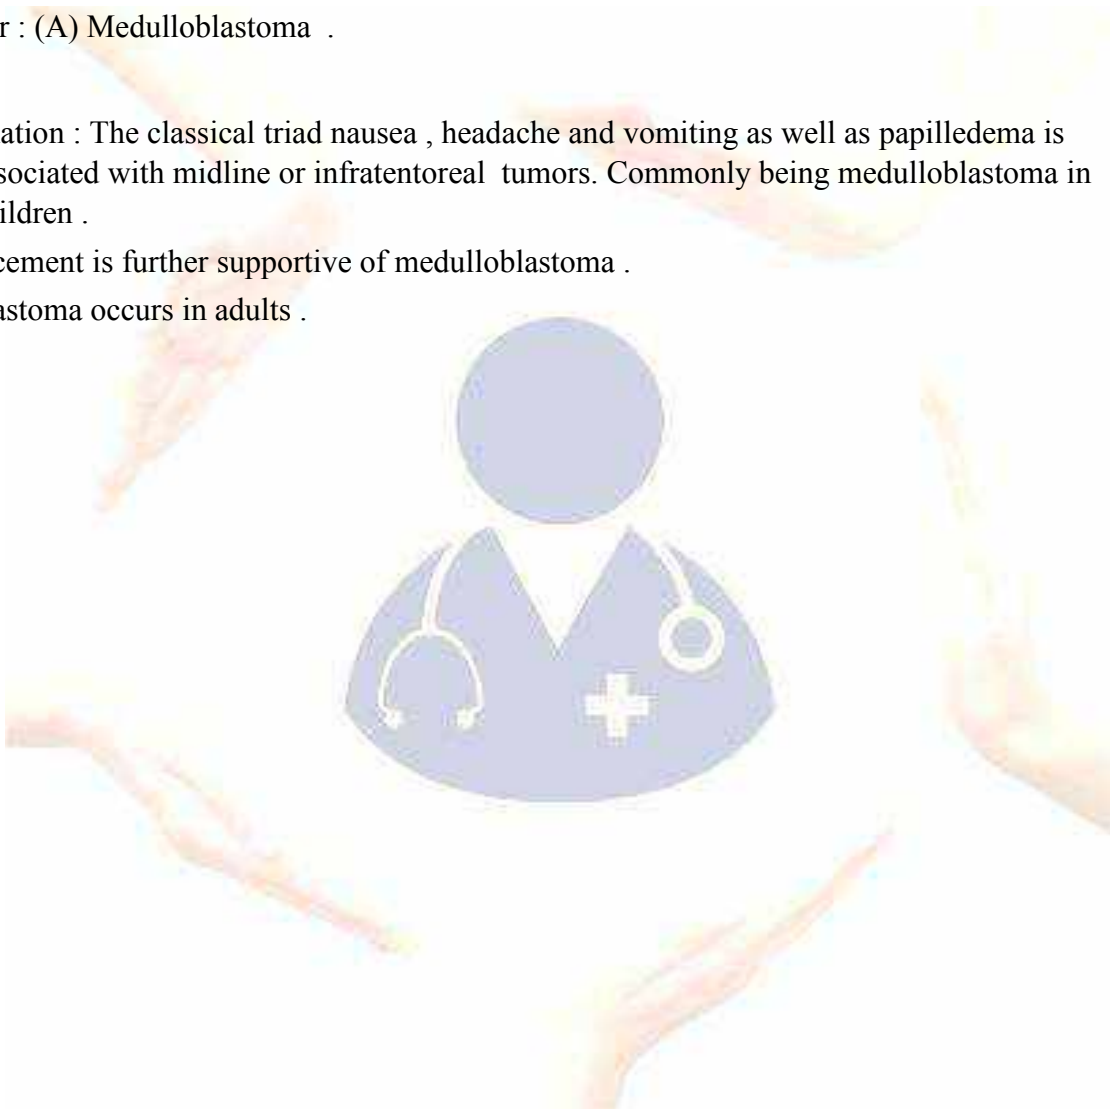 r : (A) Medulloblastoma .
ation : The classical triad nausea , headache and vomiting as well as papilledema is
sociated with midline or infratentoreal tumors. Commonly being medulloblastoma in
ildren .
cement is further supportive of medulloblastoma .
astoma occurs in adults .